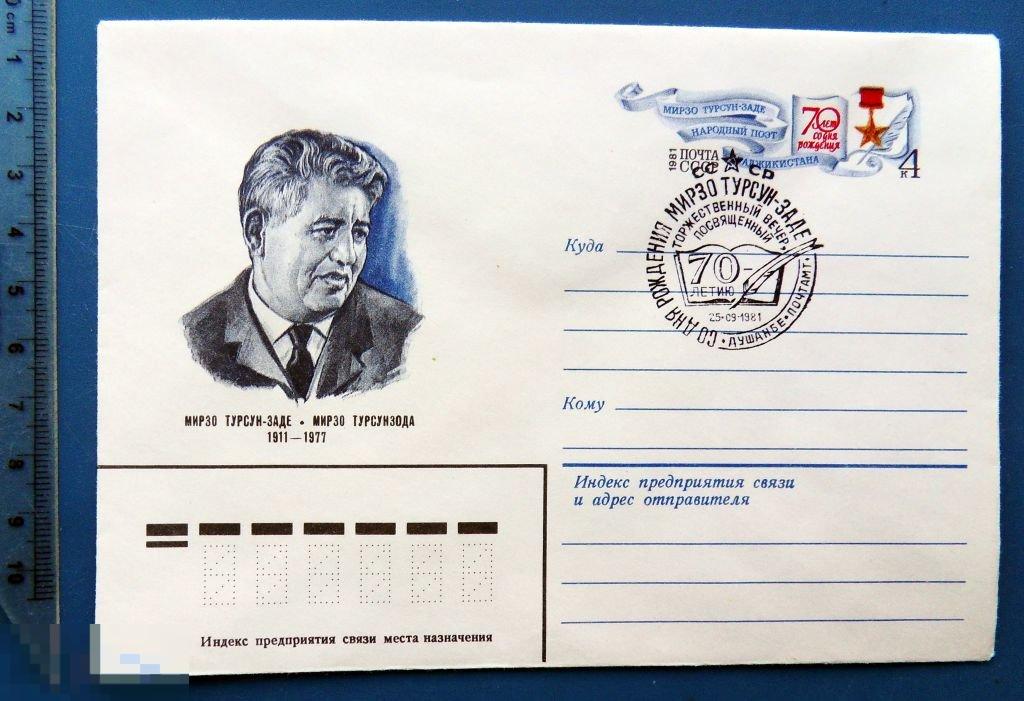 0 cm
1
2
3
4
5
6
7
8
9
10
МИРЗО ТУРСУН-ЗАДЕ
НАРОДНЫЙ ПОЭТ
ТАДЖИКИСТАНА
70 ЛЕТ
СО ДНЯ
РОЖДЕНИЯ
1981 ПОЧТА
СССР
4 к
СССР
ТОРЖЕСТВЕННЫЙ ВЕЧЕР,
ПОСВЯЩЕННЫЙ
70-
ЛЕТИЮ
СО ДНЯ РОЖДЕНИЯ МИРЗО ТУРСУН-ЗАДЕ
25-09-1981
• ДУШАНБЕ • ПОЧТАМТ •
Куда
Кому
Индекс предприятия связи
и адрес отправителя
МИРЗО ТУРСУН-ЗАДЕ • МИРЗО ТУРСУНЗОДА
1911—1977
Индекс предприятия связи места назначения